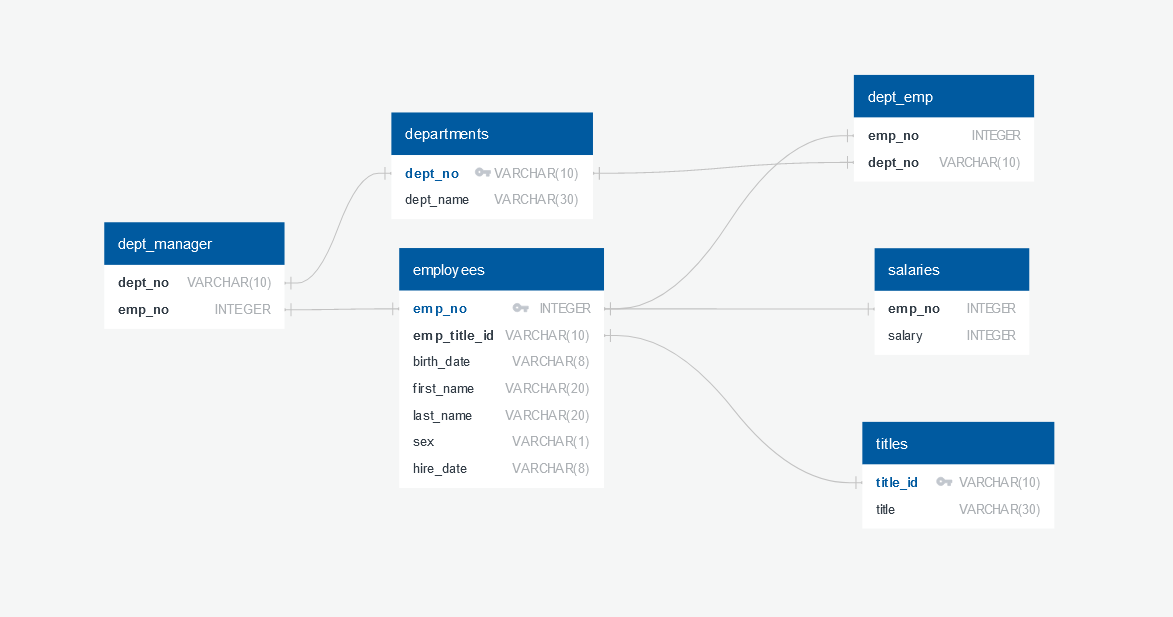 dept_emp
emp_no INTEGER
dept_no VARCHAR(10)
departments
dept_no VARCHAR(10)
dept_name VARCHAR(30)
dept_manager
dept_no VARCHAR(10)
emp_no INTEGER
employees
emp_no INTEGER
emp_title_id VARCHAR(10)
birth_date VARCHAR(8)
first_name VARCHAR(20)
last_name VARCHAR(20)
sex VARCHAR(1)
hire_date VARCHAR(8)
salaries
emp_no INTEGER
salary INTEGER
titles
title_id VARCHAR(10)
title VARCHAR(30)